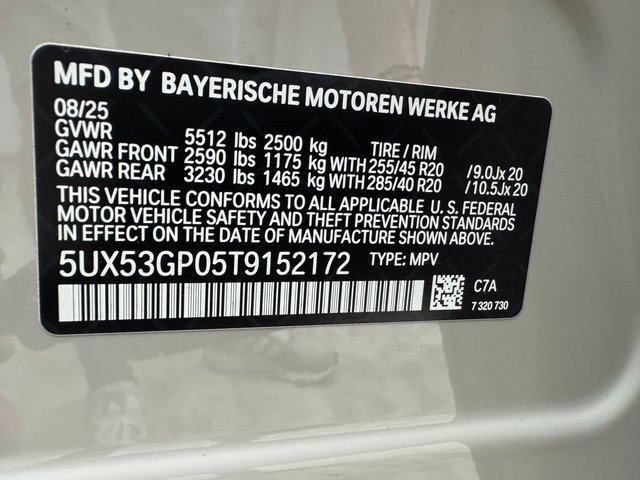 MFD BY BAYERISCHE MOTOREN WERKE AG
08/25
GVWR 5512 lbs 2500 kg TIRE / RIM
GAWR FRONT 2590 lbs 1175 kg WITH 255/45 R20 /9.0Jx20
GAWR REAR 3230 lbs 1465 kg WITH 285/40 R20 /10.5Jx20
THIS VEHICLE CONFORMS TO ALL APPLICABLE U.S. FEDERAL
MOTOR VEHICLE SAFETY AND THEFT PREVENTION STANDARDS
IN EFFECT ON THE DATE OF MANUFACTURE SHOWN ABOVE.
5UX53GP05T9152172 TYPE: MPV
C7A
7 320 730